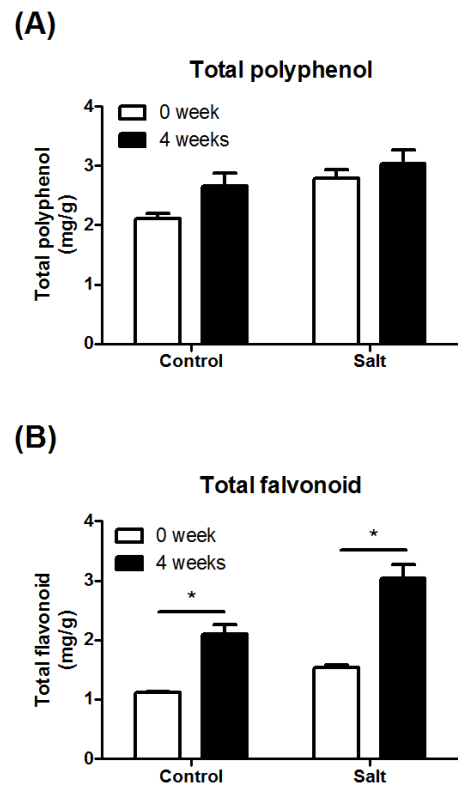 (A)
Total polyphenol
0 week
4 weeks
Total polyphenol
(mg/g)
4
3
2
1
0
Control Salt
(B)
Total falvonoid
0 week
4 weeks
Total flavonoid
(mg/g)
4
3
2
1
0
* *
Control Salt